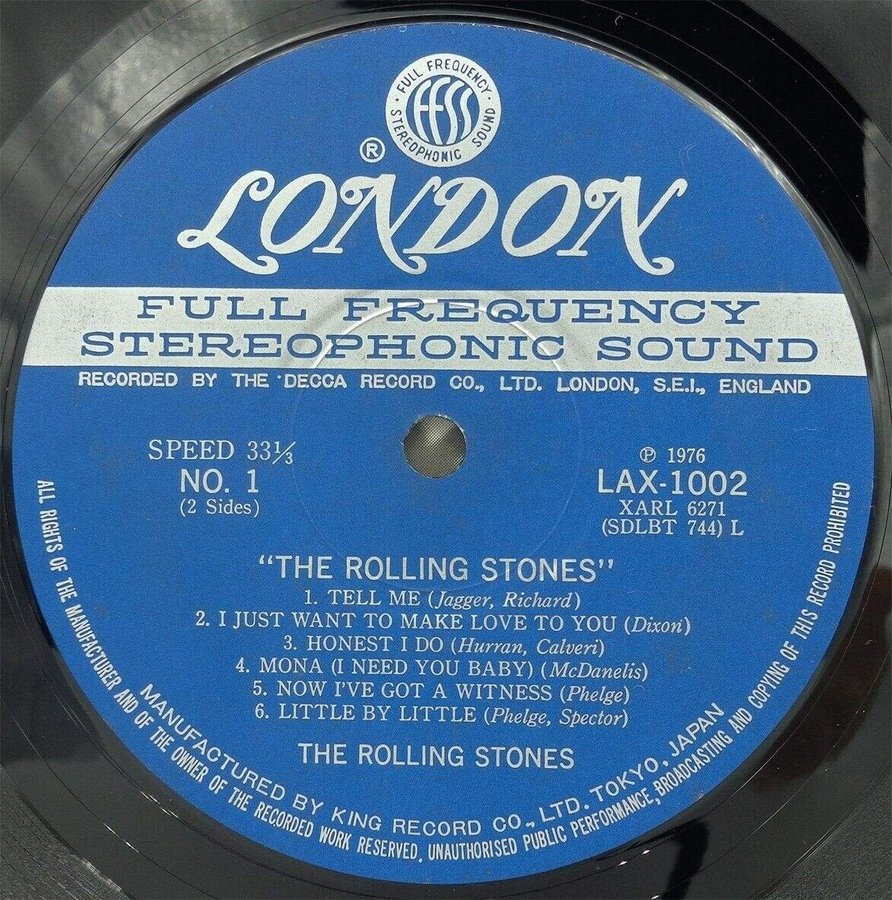 FULL FREQUENCY
STEREOPHONIC SOUND
FFSS
®
LONDON
FULL FREQUENCY
STEREOPHONIC SOUND
RECORDED BY THE DECCA RECORD CO., LTD. LONDON, S.E.I., ENGLAND
SPEED 33⅓
NO. 1
(2 Sides)
℗ 1976
LAX-1002
XARL 6271
(SDLBT 744) L
"THE ROLLING STONES"
1. TELL ME (Jagger, Richard)
2. I JUST WANT TO MAKE LOVE TO YOU (Dixon)
3. HONEST I DO (Hurran, Calveri)
4. MONA (I NEED YOU BABY) (McDanelis)
5. NOW I'VE GOT A WITNESS (Phelge)
6. LITTLE BY LITTLE (Phelge, Spector)
THE ROLLING STONES
MANUFACTURED BY KING RECORD CO., LTD. TOKYO, JAPAN
ALL RIGHTS OF THE MANUFACTURER AND OF THE OWNER OF THE RECORDED WORK RESERVED. UNAUTHORISED PUBLIC PERFORMANCE, BROADCASTING AND COPYING OF THIS RECORD PROHIBITED